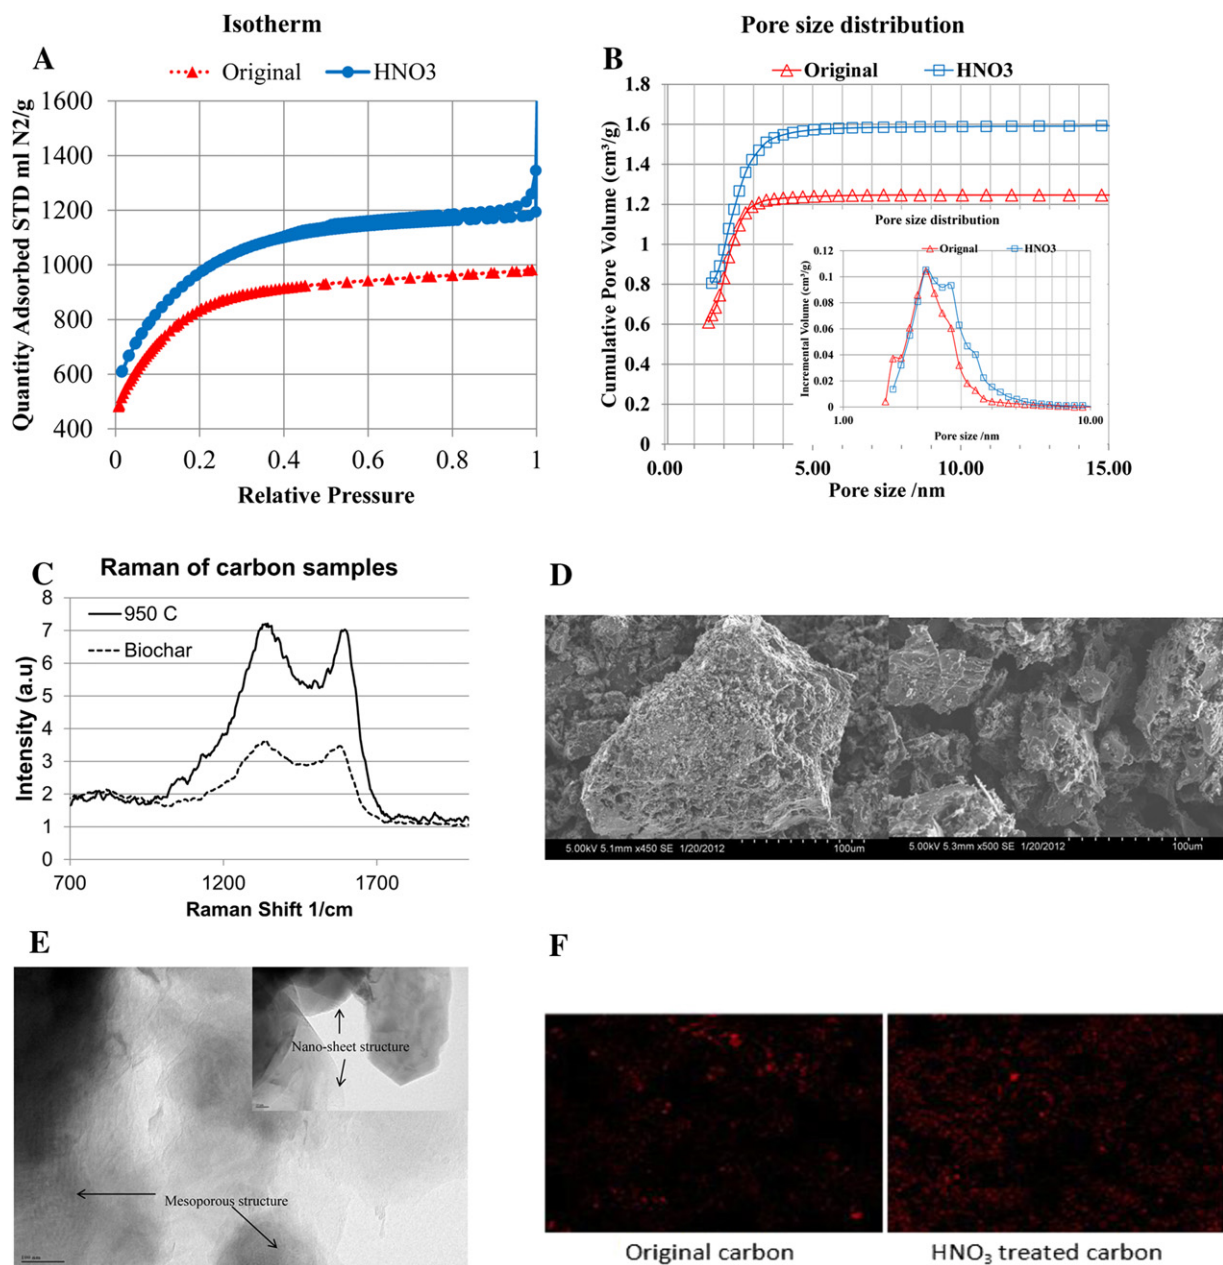 Isotherm
A
Original HNO3
Quantity Adsorbed STD ml N2/g
1600
1400
1200
1000
800
600
400
0 0.2 0.4 0.6 0.8 1
Relative Pressure
Pore size distribution
B
Original HNO3
Cumulative Pore Volume (cm³/g)
1.8
1.6
1.4
1.2
1
0.8
0.6
0.4
0.2
0
0.00 5.00 10.00 15.00
Pore size /nm
Pore size distribution
Orignal HNO3
Incremental Volume (cm³/g)
0.12
0.1
0.08
0.06
0.04
0.02
0
1.00 10.00
Pore size /nm
C
Raman of carbon samples
950 C
Biochar
Intensity (a.u)
8
7
6
5
4
3
2
1
0
700 1200 1700
Raman Shift 1/cm
D
5.00kV 5.1mm x450 SE 1/20/2012 100um
5.00kV 5.3mm x500 SE 1/20/2012 100um
E
Nano-sheet structure
Mesoporous structure
F
Original carbon
HNO₃ treated carbon